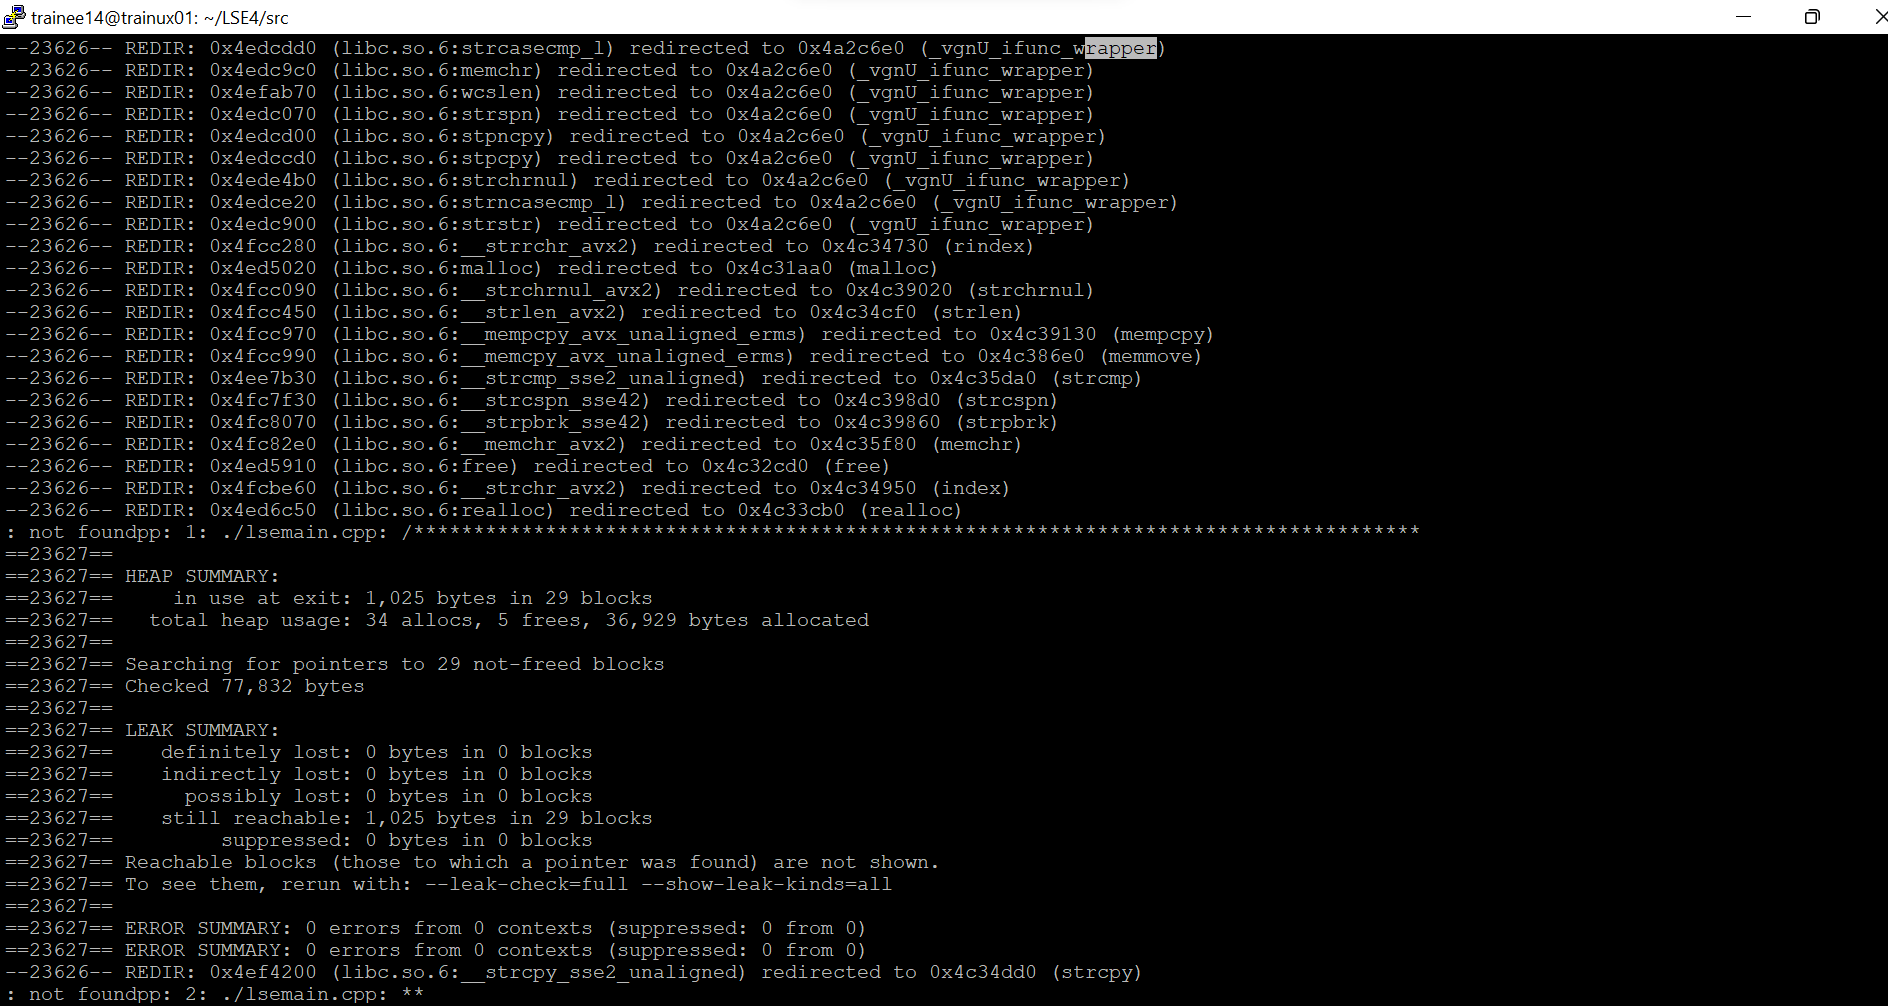 trainee14@trainux01: ~/LSE4/src
--23626-- REDIR: 0x4edcdd0 (libc.so.6:strcasecmp_l) redirected to 0x4a2c6e0 (_vgnU_ifunc_wrapper)
--23626-- REDIR: 0x4edc9c0 (libc.so.6:memchr) redirected to 0x4a2c6e0 (_vgnU_ifunc_wrapper)
--23626-- REDIR: 0x4efab70 (libc.so.6:wcslen) redirected to 0x4a2c6e0 (_vgnU_ifunc_wrapper)
--23626-- REDIR: 0x4edc070 (libc.so.6:strspn) redirected to 0x4a2c6e0 (_vgnU_ifunc_wrapper)
--23626-- REDIR: 0x4edcd00 (libc.so.6:stpncpy) redirected to 0x4a2c6e0 (_vgnU_ifunc_wrapper)
--23626-- REDIR: 0x4edccd0 (libc.so.6:stpcpy) redirected to 0x4a2c6e0 (_vgnU_ifunc_wrapper)
--23626-- REDIR: 0x4ede4b0 (libc.so.6:strchrnul) redirected to 0x4a2c6e0 (_vgnU_ifunc_wrapper)
--23626-- REDIR: 0x4edce20 (libc.so.6:strncasecmp_l) redirected to 0x4a2c6e0 (_vgnU_ifunc_wrapper)
--23626-- REDIR: 0x4edc900 (libc.so.6:strstr) redirected to 0x4a2c6e0 (_vgnU_ifunc_wrapper)
--23626-- REDIR: 0x4fcc280 (libc.so.6:__strrchr_avx2) redirected to 0x4c34730 (rindex)
--23626-- REDIR: 0x4ed5020 (libc.so.6:malloc) redirected to 0x4c31aa0 (malloc)
--23626-- REDIR: 0x4fcc090 (libc.so.6:__strchrnul_avx2) redirected to 0x4c39020 (strchrnul)
--23626-- REDIR: 0x4fcc450 (libc.so.6:__strlen_avx2) redirected to 0x4c34cf0 (strlen)
--23626-- REDIR: 0x4fcc970 (libc.so.6:__mempcpy_avx_unaligned_erms) redirected to 0x4c39130 (mempcpy)
--23626-- REDIR: 0x4fcc990 (libc.so.6:__memcpy_avx_unaligned_erms) redirected to 0x4c386e0 (memmove)
--23626-- REDIR: 0x4ee7b30 (libc.so.6:__strcmp_sse2_unaligned) redirected to 0x4c35da0 (strcmp)
--23626-- REDIR: 0x4fc7f30 (libc.so.6:__strcspn_sse42) redirected to 0x4c398d0 (strcspn)
--23626-- REDIR: 0x4fc8070 (libc.so.6:__strpbrk_sse42) redirected to 0x4c39860 (strpbrk)
--23626-- REDIR: 0x4fc82e0 (libc.so.6:__memchr_avx2) redirected to 0x4c35f80 (memchr)
--23626-- REDIR: 0x4ed5910 (libc.so.6:free) redirected to 0x4c32cd0 (free)
--23626-- REDIR: 0x4fcbe60 (libc.so.6:__strchr_avx2) redirected to 0x4c34950 (index)
--23626-- REDIR: 0x4ed6c50 (libc.so.6:realloc) redirected to 0x4c33cb0 (realloc)
: not foundpp: 1: ./lsemain.cpp: /************************************************************************************
==23627==
==23627== HEAP SUMMARY:
==23627==     in use at exit: 1,025 bytes in 29 blocks
==23627==   total heap usage: 34 allocs, 5 frees, 36,929 bytes allocated
==23627==
==23627== Searching for pointers to 29 not-freed blocks
==23627== Checked 77,832 bytes
==23627==
==23627== LEAK SUMMARY:
==23627==    definitely lost: 0 bytes in 0 blocks
==23627==    indirectly lost: 0 bytes in 0 blocks
==23627==      possibly lost: 0 bytes in 0 blocks
==23627==    still reachable: 1,025 bytes in 29 blocks
==23627==         suppressed: 0 bytes in 0 blocks
==23627== Reachable blocks (those to which a pointer was found) are not shown.
==23627== To see them, rerun with: --leak-check=full --show-leak-kinds=all
==23627==
==23627== ERROR SUMMARY: 0 errors from 0 contexts (suppressed: 0 from 0)
==23627== ERROR SUMMARY: 0 errors from 0 contexts (suppressed: 0 from 0)
--23626-- REDIR: 0x4ef4200 (libc.so.6:__strcpy_sse2_unaligned) redirected to 0x4c34dd0 (strcpy)
: not foundpp: 2: ./lsemain.cpp: **